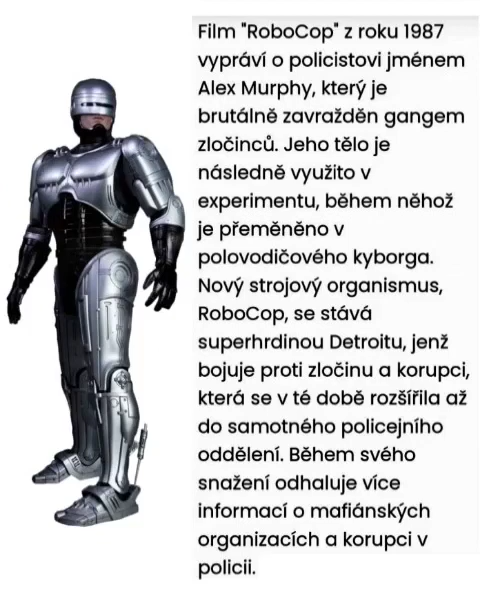 Film "RoboCop" z roku 1987
vypráví o policistovi jménem
Alex Murphy, který je
brutálně zavražděn gangem
zločinců. Jeho tělo je
následně využito v
experimentu, během něhož
je přeměněno v
polovodičového kyborga.
Nový strojový organismus,
RoboCop, se stává
superhrdinou Detroitu, jenž
bojuje proti zločinu a korupci,
která se v té době rozšířila až
do samotného policejního
oddělení. Během svého
snažení odhaluje více
informací o mafiánských
organizacích a korupci v
policii.